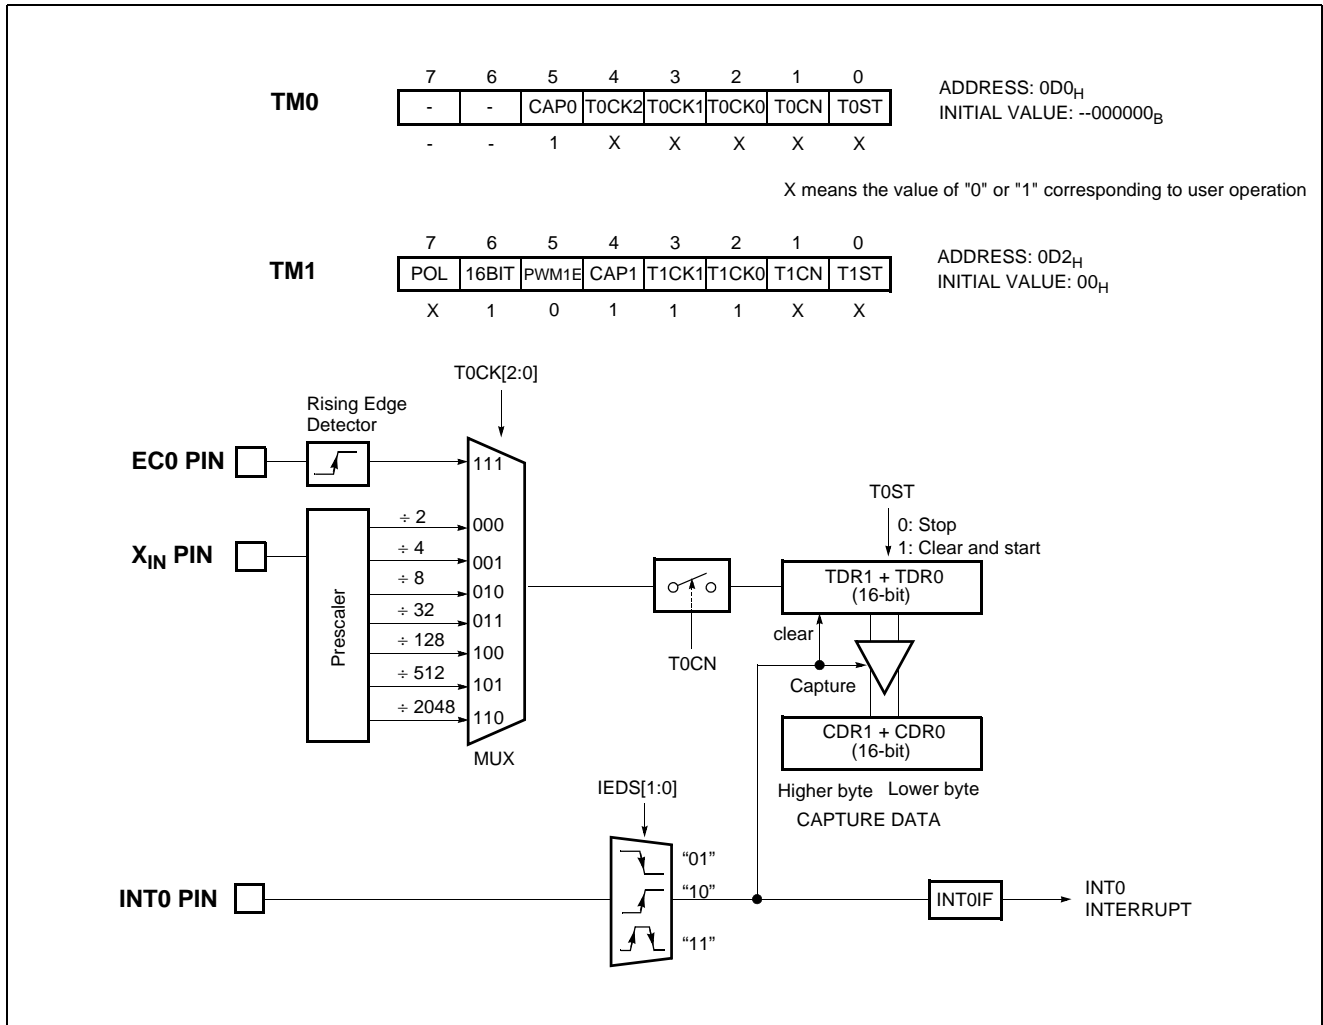 7 6 5 4 3 2 1 0
TM0
- - CAP0 T0CK2 T0CK1 T0CK0 T0CN T0ST
- - 1 X X X X X
ADDRESS: 0D0H
INITIAL VALUE: --000000B
X means the value of "0" or "1" corresponding to user operation
7 6 5 4 3 2 1 0
TM1
POL 16BIT PWM1E CAP1 T1CK1 T1CK0 T1CN T1ST
X 1 0 1 1 1 X X
ADDRESS: 0D2H
INITIAL VALUE: 00H
T0CK[2:0]
Rising Edge
Detector
EC0 PIN
111
XIN PIN
Prescaler
÷ 2
000
÷ 4
001
÷ 8
010
÷ 32
011
÷ 128
100
÷ 512
101
÷ 2048
110
MUX
T0CN
T0ST
0: Stop
1: Clear and start
TDR1 + TDR0
(16-bit)
clear
Capture
CDR1 + CDR0
(16-bit)
Higher byte Lower byte
CAPTURE DATA
IEDS[1:0]
INT0 PIN
“01”
“10”
“11”
INT0IF
INT0
INTERRUPT